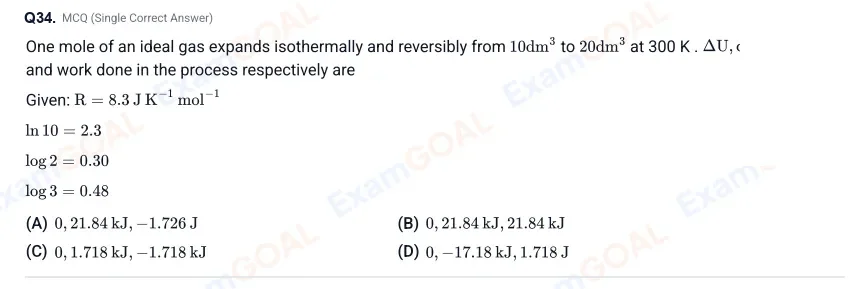 Q34. MCQ (Single Correct Answer)
One mole of an ideal gas expands isothermally and reversibly from 10dm³ to 20dm³ at 300 K . ΔU,
and work done in the process respectively are
Given: R = 8.3 J K⁻¹ mol⁻¹
ln 10 = 2.3
log 2 = 0.30
log 3 = 0.48
(A) 0, 21.84 kJ, −1.726 J
(B) 0, 21.84 kJ, 21.84 kJ
(C) 0, 1.718 kJ, −1.718 kJ
(D) 0, −17.18 kJ, 1.718 J
ExamGOAL
ExamGOAL